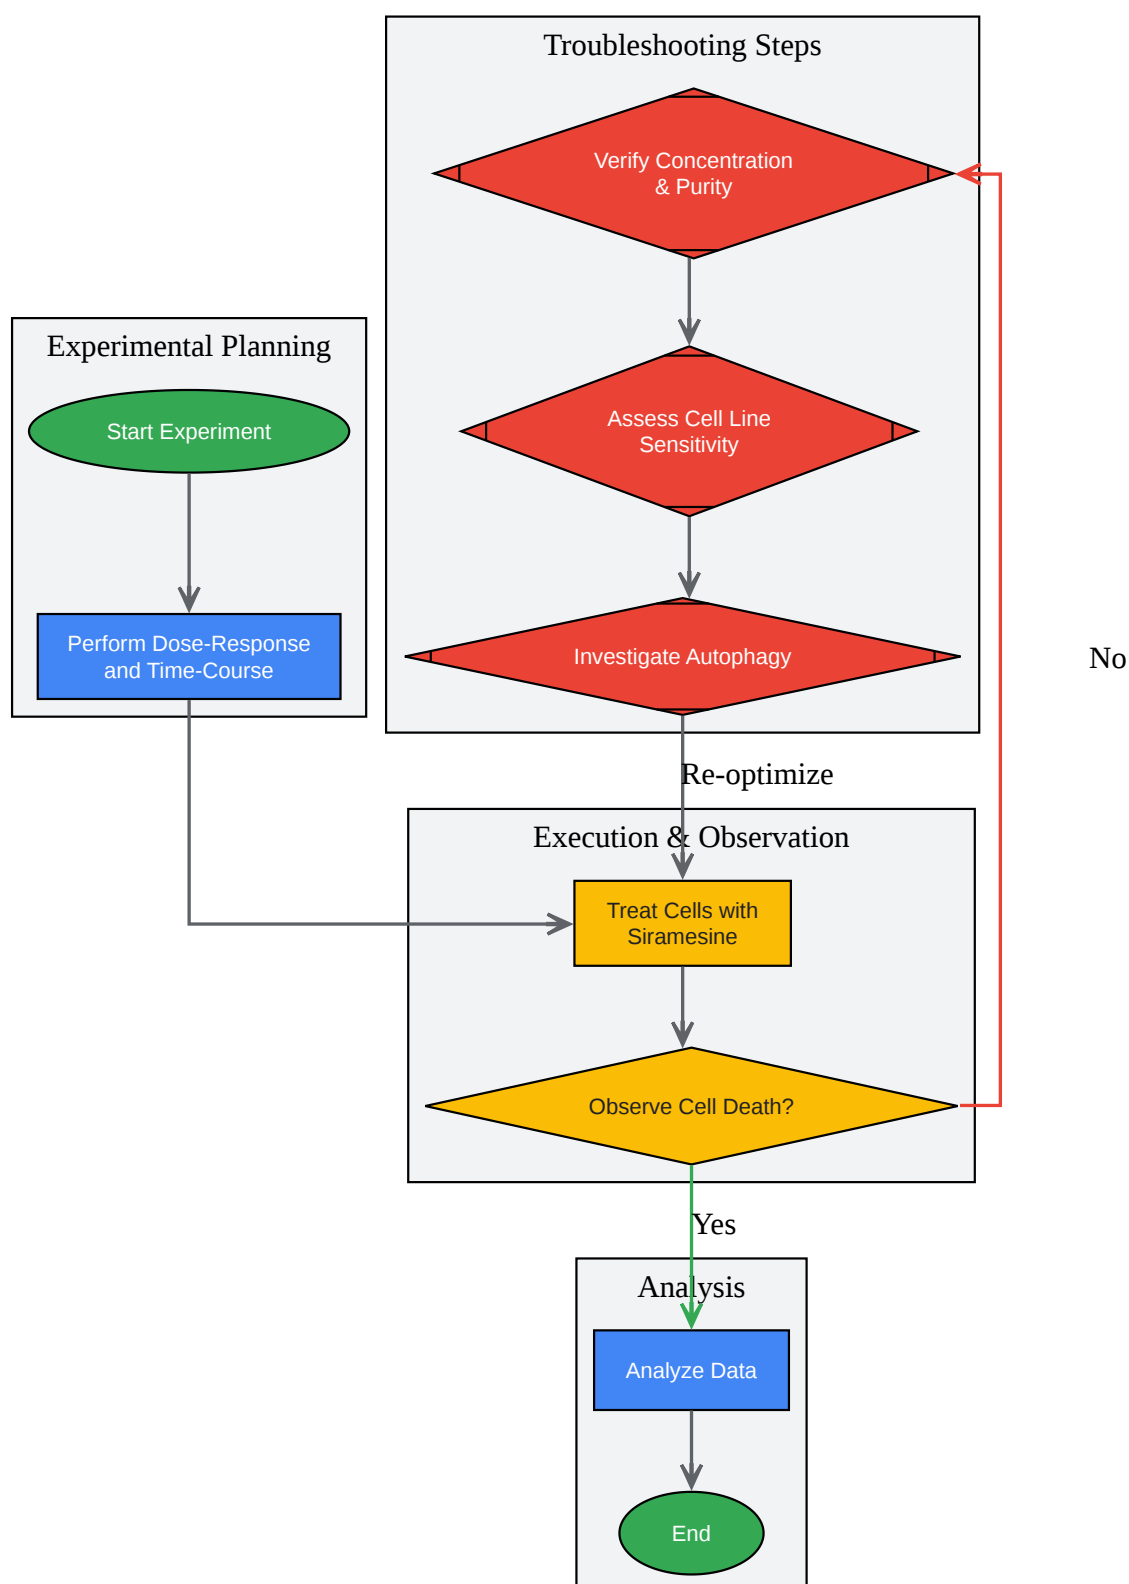 Troubleshooting Steps
Verify Concentration
& Purity
Assess Cell Line
Sensitivity
Investigate Autophagy
Experimental Planning
Start Experiment
Perform Dose-Response
and Time-Course
No
Re-optimize
Execution & Observation
Treat Cells with
Siramesine
Observe Cell Death?
Yes
Analysis
Analyze Data
End